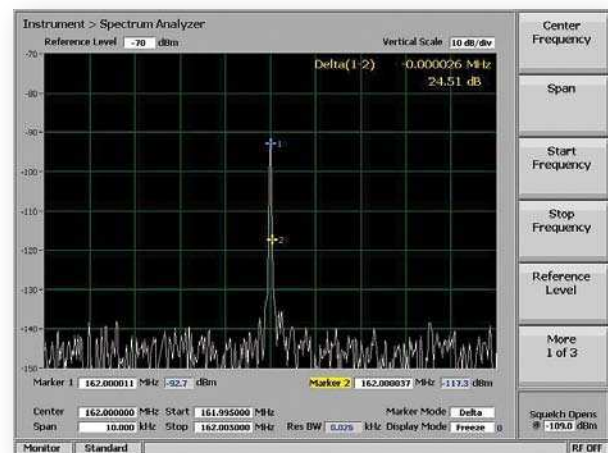 Instrument > Spectrum Analyzer
Reference Level -70 dBm Vertical Scale 10 dB/div
Delta(1-2) -0.000026 MHz
24.51 dB
-70
-80
-90
-100
-110
-120
-130
-140
-150
1
2
Marker 1 162.000011 MHz -92.7 dBm Marker 2 162.000037 MHz -117.3 dBm
Center 162.000000 MHz Start 161.995000 MHz Marker Mode Delta
Span 10.000 kHz Stop 162.005000 MHz Res BW 0.026 kHz Display Mode Freeze 0
Monitor Standard RF OFF
Center
Frequency
Span
Start
Frequency
Stop
Frequency
Reference
Level
More
1 of 3
Squelch Opens
@ -109.0 dBm